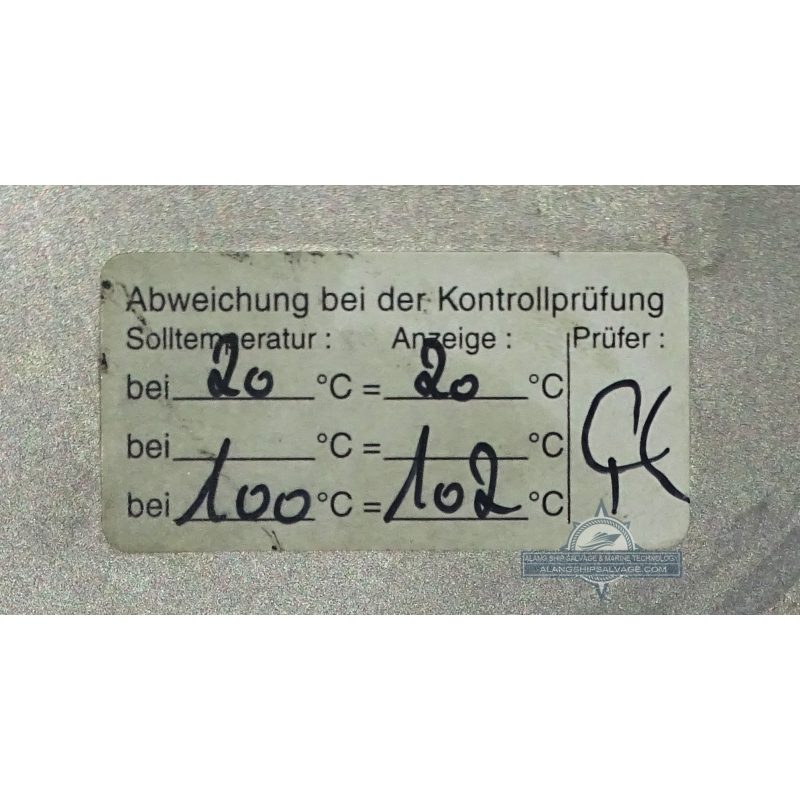 Abweichung bei der Kontrollprüfung
Solltemperatur : Anzeige : Prüfer :
bei 20 °C = 20 °C
bei °C = °C
bei 100 °C = 102 °C
ALANG SHIP SALVAGE & MARINE TECHNOLOGY
ALANGSHIPSALVAGE.COM